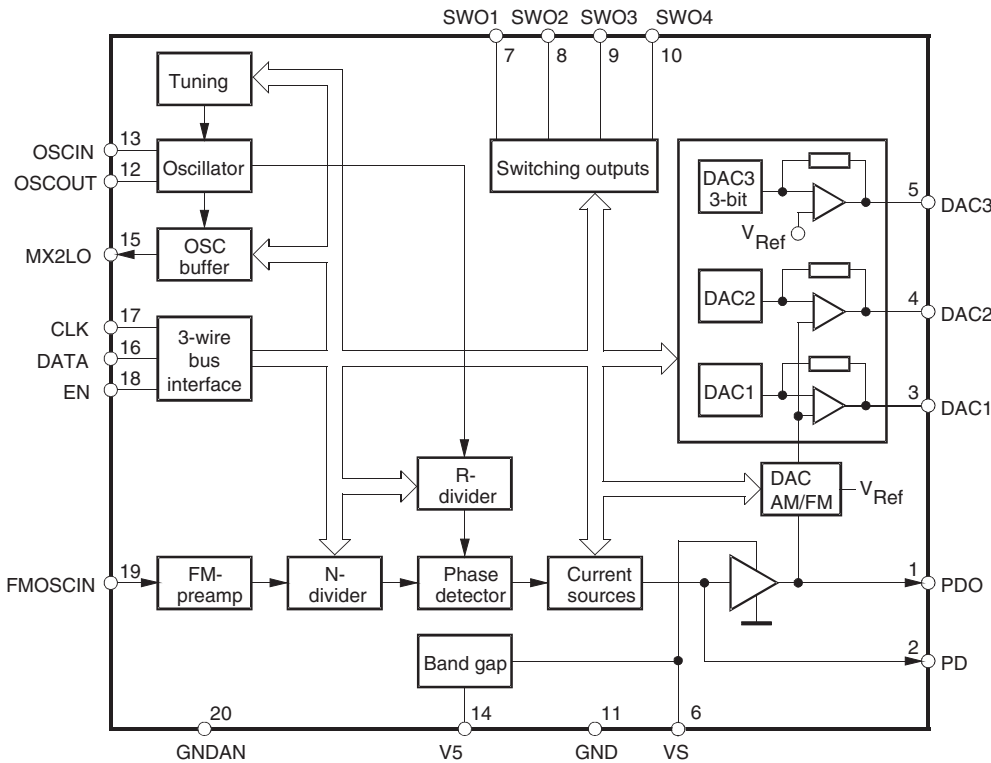 SWO1 SWO2 SWO3 SWO4
7 8 9 10
Tuning
13
OSCIN
12
OSCOUT
Oscillator
Switching outputs
DAC3
3-bit
VRef
5
DAC3
15
MX2LO
OSC
buffer
DAC2
4
DAC2
17
CLK
16
DATA
18
EN
3-wire
bus
interface
DAC1
3
DAC1
R-
divider
DAC
AM/FM
VRef
19
FMOSCIN
FM-
preamp
N-
divider
Phase
detector
Current
sources
1
PDO
2
PD
Band gap
20 14 11 6
GNDAN V5 GND VS